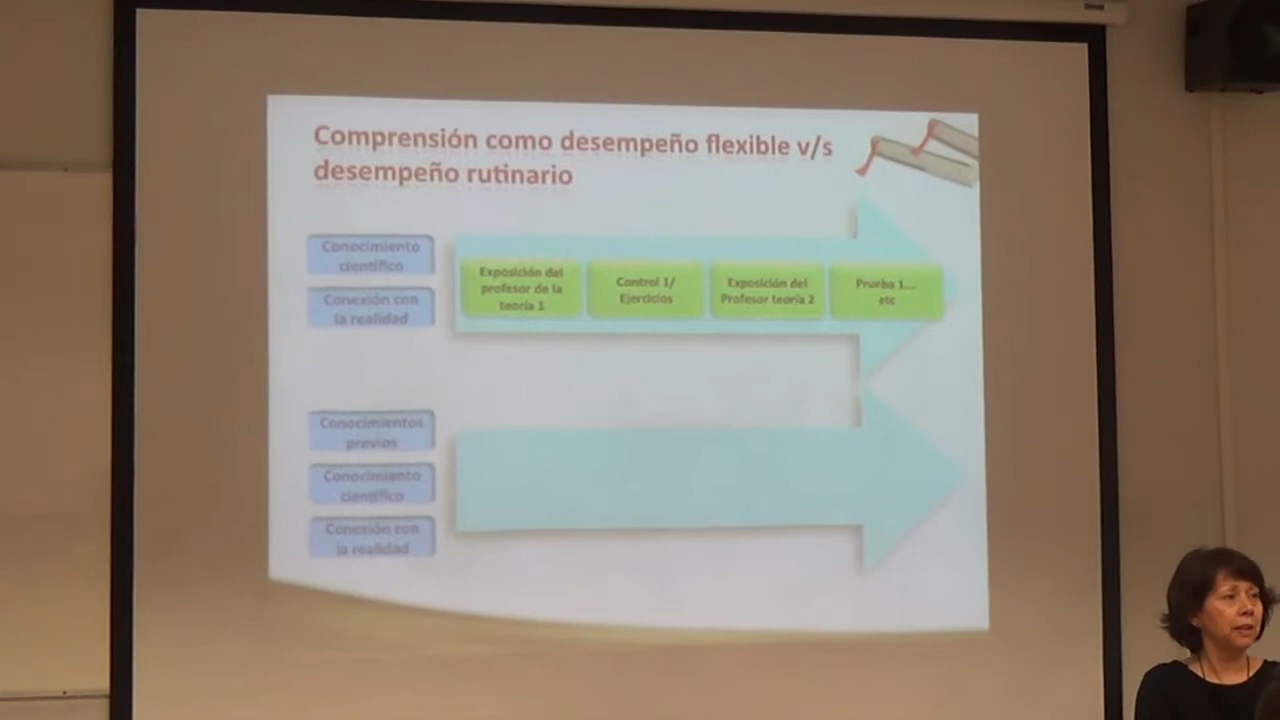 Comprensión como desempeño flexible v/s
desempeño rutinario
Conocimiento
científico
Conexión con
la realidad
Exposición del
profesor de la
teoría 1
Control 1/
Ejercicios
Exposición del
Profesor teoría 2
Prueba 1....
etc
Conocimientos
previos
Conocimiento
científico
Conexión con
la realidad